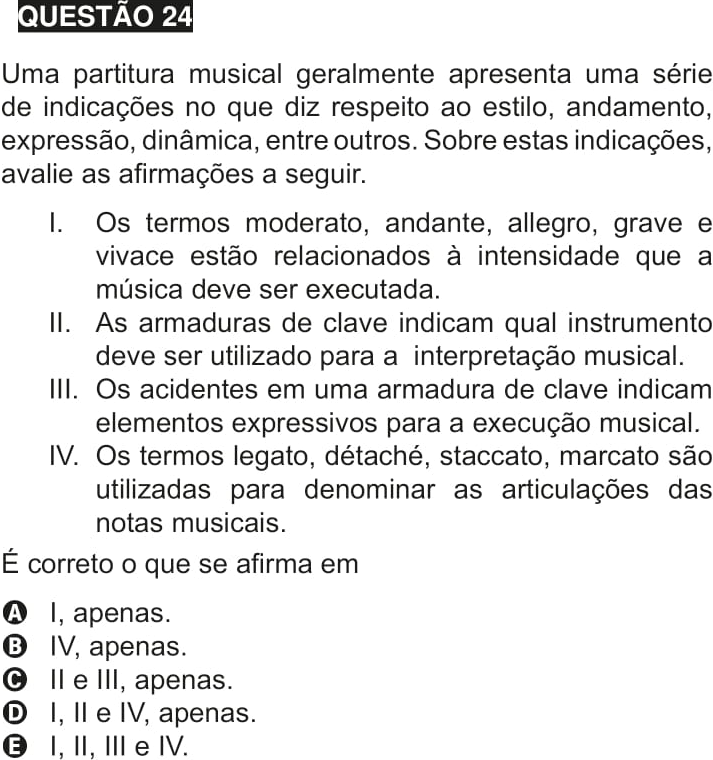 QUESTÃO 24
Uma partitura musical geralmente apresenta uma série
de indicações no que diz respeito ao estilo, andamento,
expressão, dinâmica, entre outros. Sobre estas indicações,
avalie as afirmações a seguir.
I. Os termos moderato, andante, allegro, grave e
vivace estão relacionados à intensidade que a
música deve ser executada.
II. As armaduras de clave indicam qual instrumento
deve ser utilizado para a interpretação musical.
III. Os acidentes em uma armadura de clave indicam
elementos expressivos para a execução musical.
IV. Os termos legato, détaché, staccato, marcato são
utilizadas para denominar as articulações das
notas musicais.
É correto o que se afirma em
A I, apenas.
B IV, apenas.
C II e III, apenas.
D I, II e IV, apenas.
E I, II, III e IV.